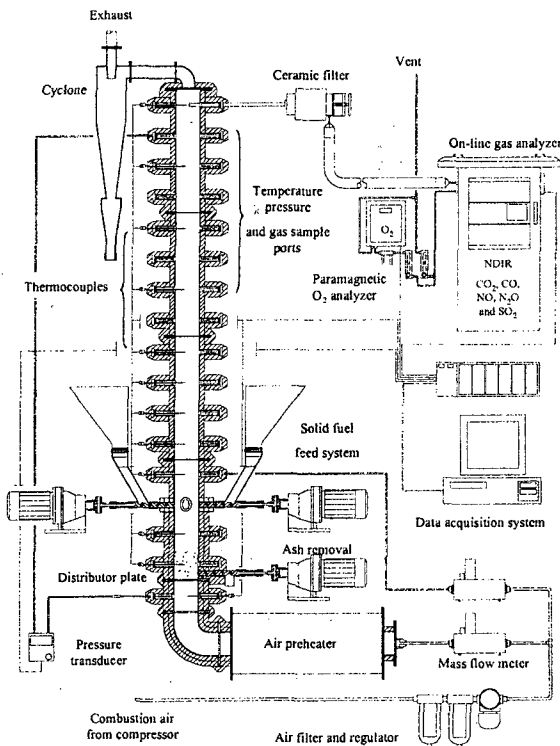 Exhaust
Cyclone
Ceramic filter
Vent
On-line gas analyzer
Temperature
pressure
and gas sample
ports
O₂
NDIR
CO₂, CO,
NO, N₂O
and SO₂
Paramagnetic
O₂ analyzer
Thermocouples
Solid fuel
feed system
Data acquisition system
Ash removal
Distributor plate
Pressure
transducer
Air preheater
Mass flow meter
Combustion air
from compressor
Air filter and regulator